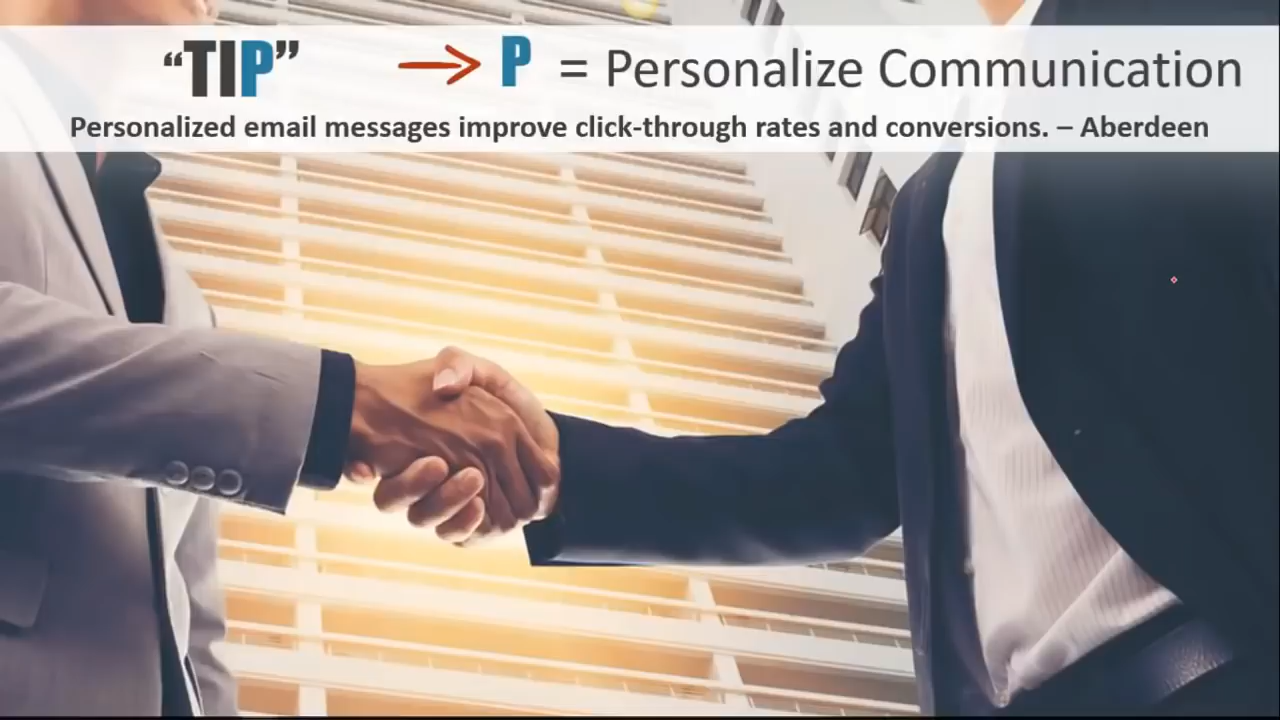 “TIP” → P = Personalize Communication
Personalized email messages improve click-through rates and conversions. – Aberdeen